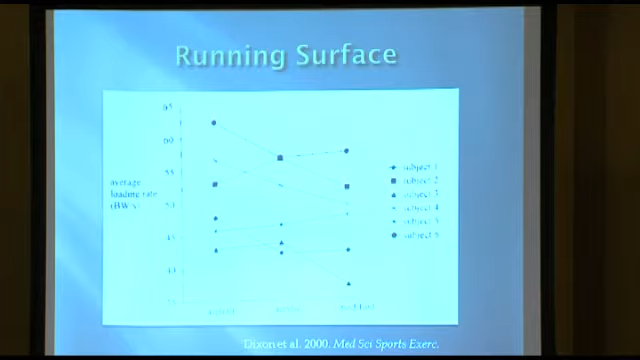 Running Surface
65
60
55
50
45
40
average
loading rate
subject 1
subject 2
subject 3
subject 4
subject 5
subject 6
Dixon et al. 2000. Med Sci Sports Exerc.